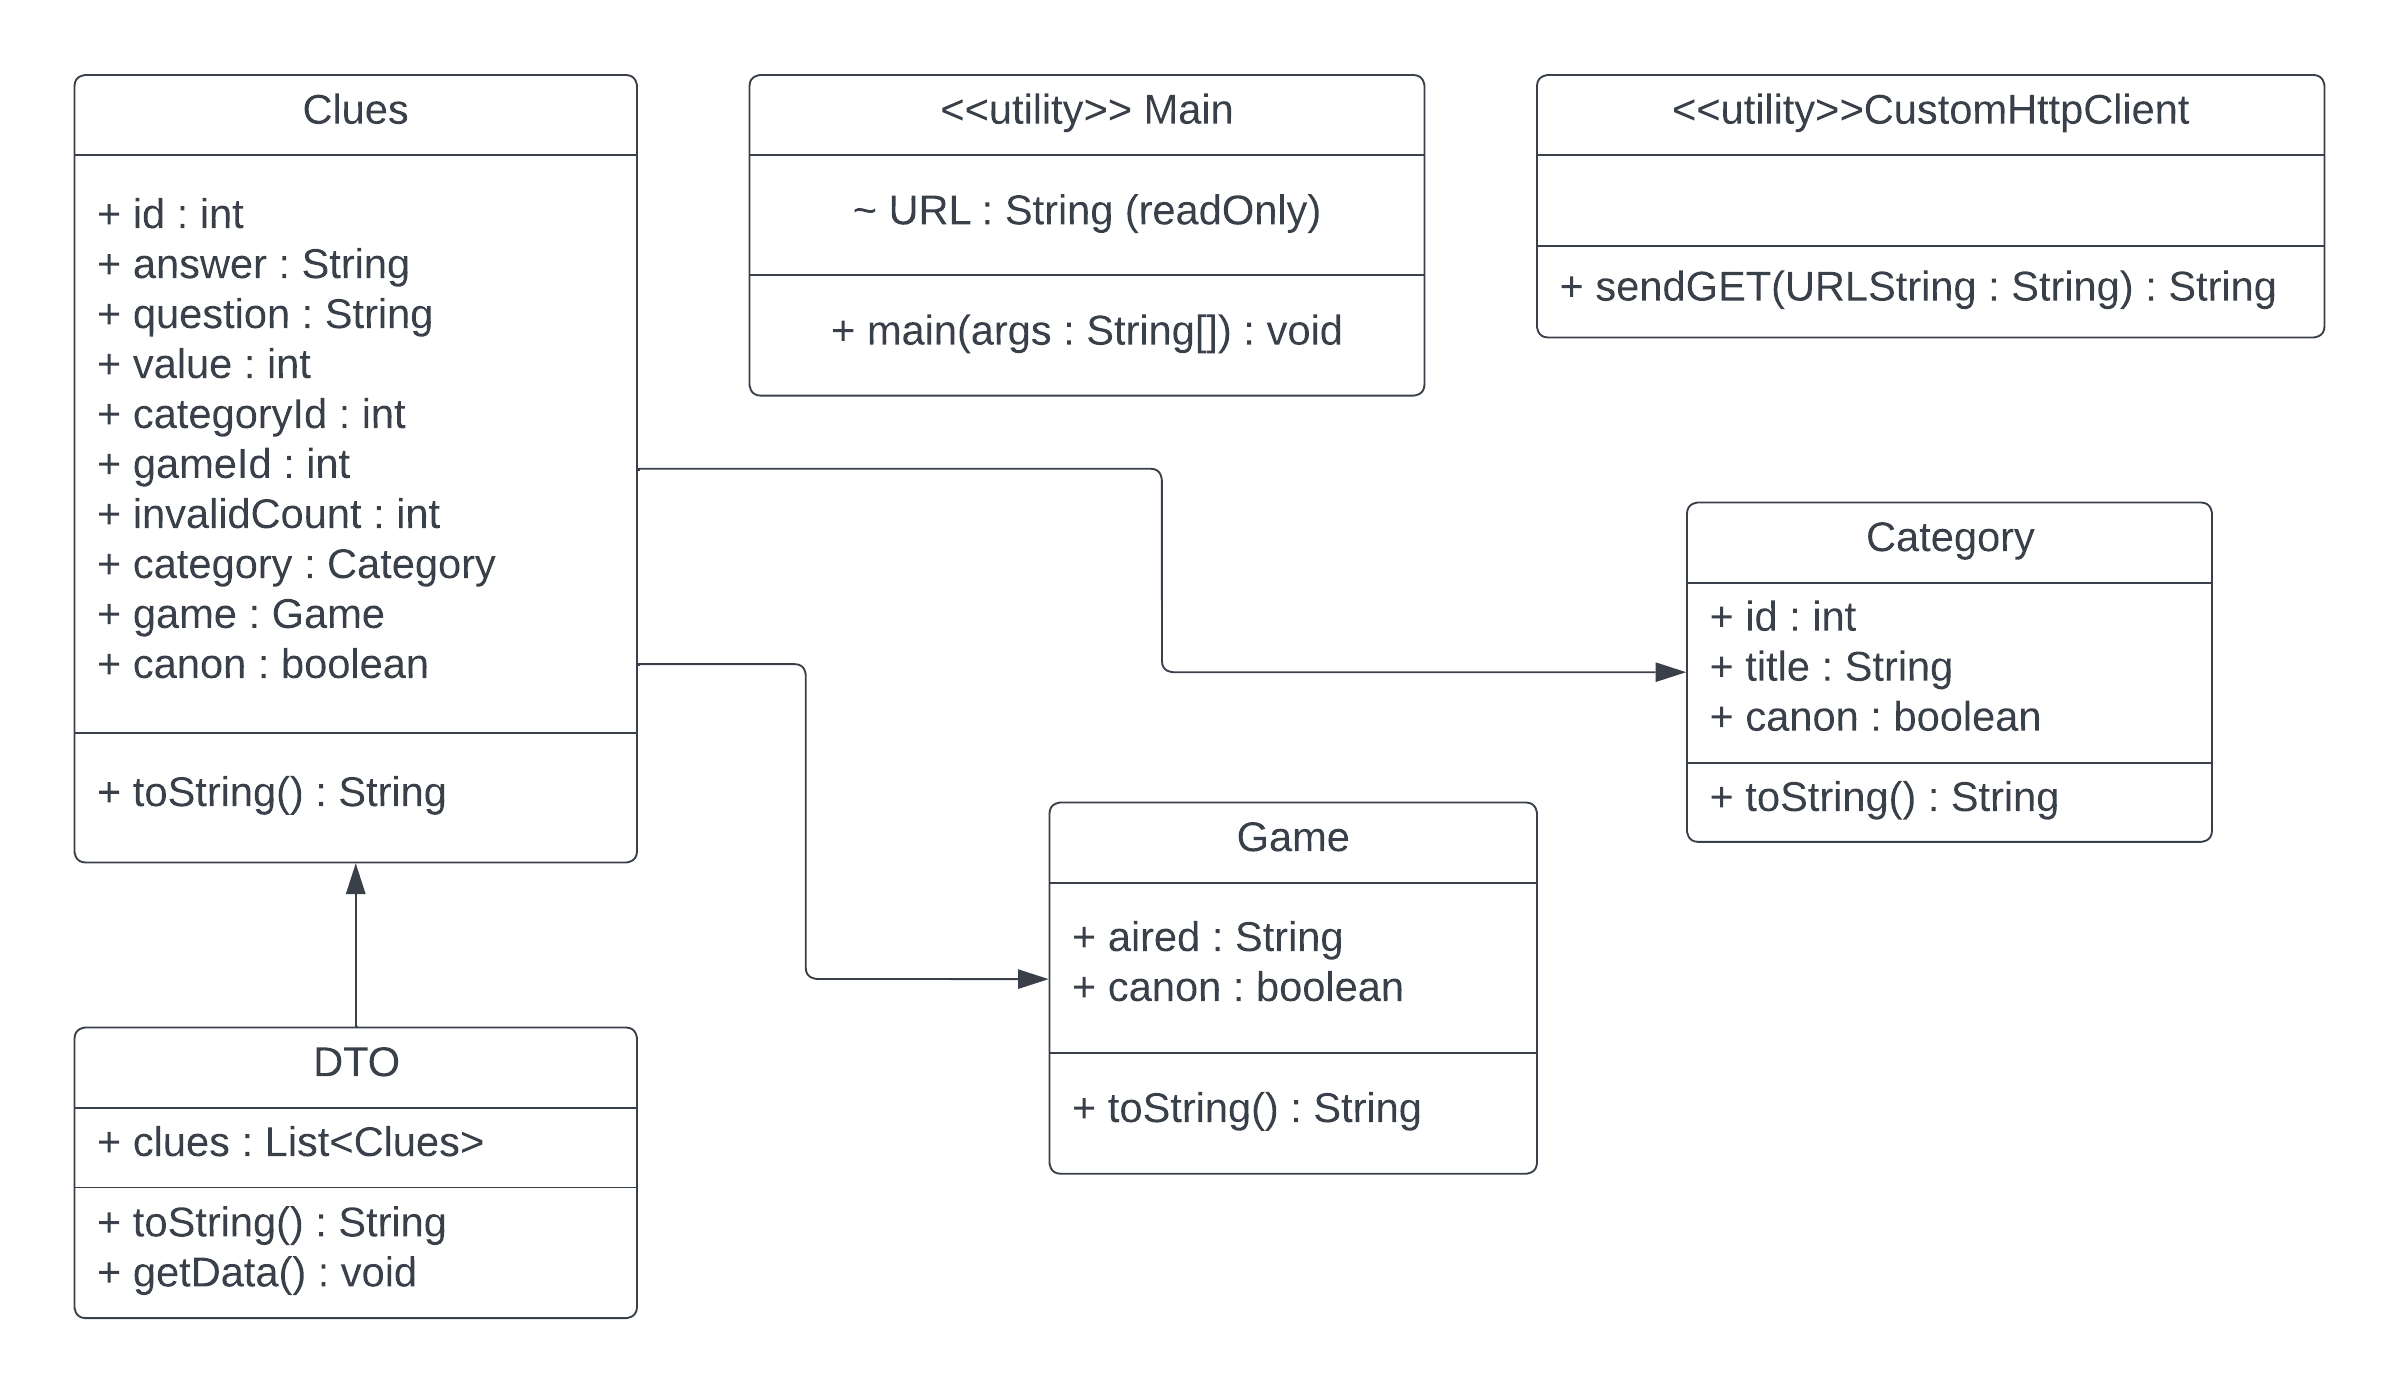 Clues
+ id : int
+ answer : String
+ question : String
+ value : int
+ categoryId : int
+ gameId : int
+ invalidCount : int
+ category : Category
+ game : Game
+ canon : boolean
+ toString() : String
<<utility>> Main
~ URL : String (readOnly)
+ main(args : String[]) : void
<<utility>>CustomHttpClient
+ sendGET(URLString : String) : String
Category
+ id : int
+ title : String
+ canon : boolean
+ toString() : String
Game
+ aired : String
+ canon : boolean
+ toString() : String
DTO
+ clues : List<Clues>
+ toString() : String
+ getData() : void